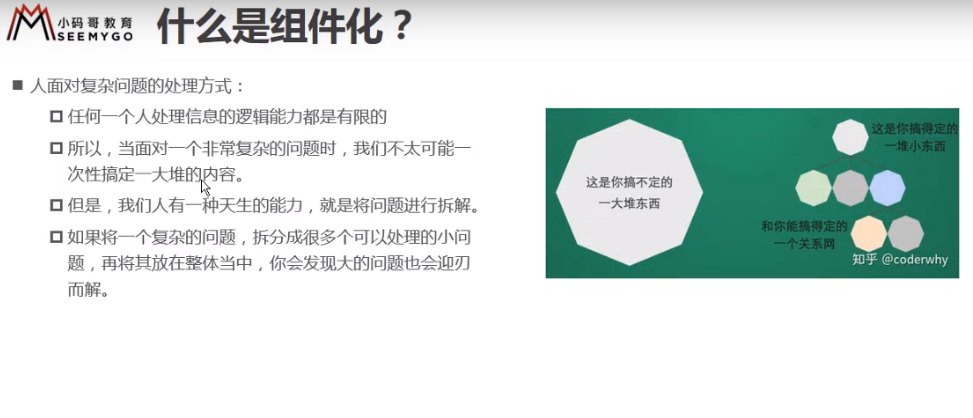 小码哥教育
SEEMYGO
什么是组件化？
人面对复杂问题的处理方式：
任何一个人处理信息的逻辑能力都是有限的
所以，当面对一个非常复杂的问题时，我们不太可能一
次性搞定一大堆的内容。
但是，我们人有一种天生的能力，就是将问题进行拆解。
如果将一个复杂的问题，拆分成很多个可以处理的小问
题，再将其放在整体当中，你会发现大的问题也会迎刃
而解。
这是你搞不定的
一大堆东西
这是你搞得定的
一堆小东西
和你能搞得定的
一个关系网
知乎 @coderwhy